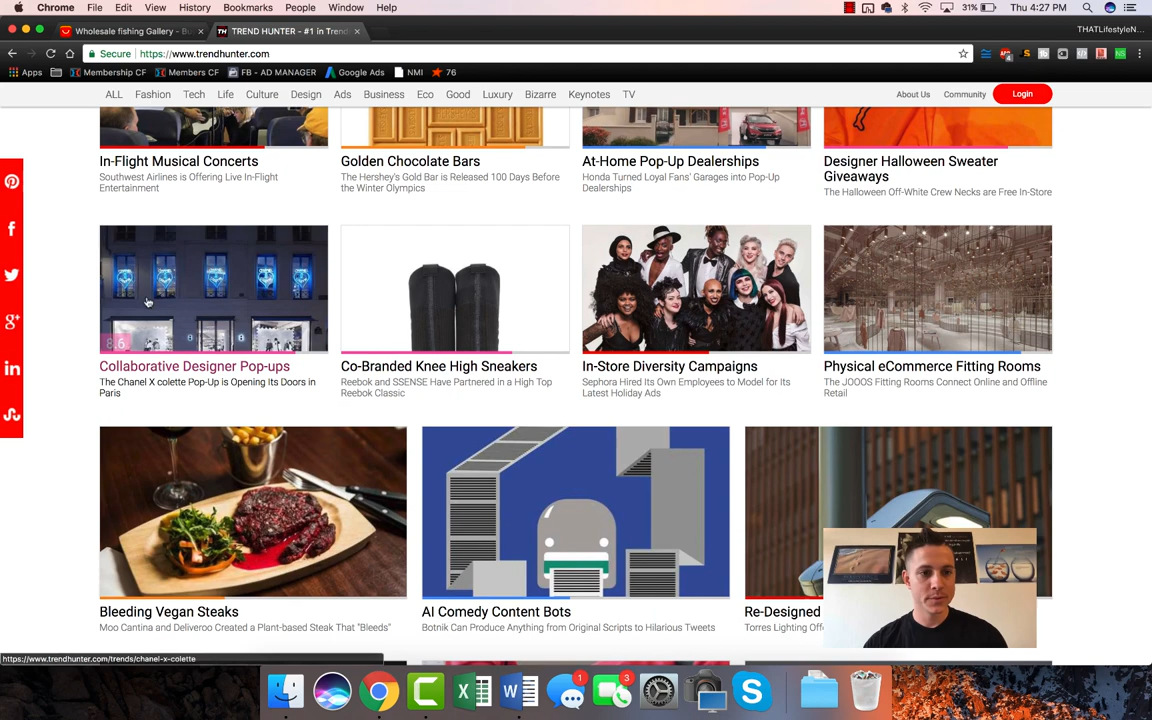 Chrome File Edit View History Bookmarks People Window Help 31% Thu 4:27 PM
Wholesale fishing Gallery - Bu TREND HUNTER - #1 in Trend THATLifestyleN...
Secure https://www.trendhunter.com
Apps Membership CF Members CF FB - AD MANAGER Google Ads NMI 76
ALL Fashion Tech Life Culture Design Ads Business Eco Good Luxury Bizarre Keynotes TV About Us Community Login
In-Flight Musical Concerts
Southwest Airlines is Offering Live In-Flight
Entertainment
Golden Chocolate Bars
The Hershey's Gold Bar is Released 100 Days Before
the Winter Olympics
At-Home Pop-Up Dealerships
Honda Turned Loyal Fans' Garages into Pop-Up
Dealerships
Designer Halloween Sweater
Giveaways
The Halloween Off-White Crew Necks are Free In-Store
8.6
Collaborative Designer Pop-ups
The Chanel X colette Pop-Up is Opening Its Doors in
Paris
Co-Branded Knee High Sneakers
Reebok and SSENSE Have Partnered in a High Top
Reebok Classic
In-Store Diversity Campaigns
Sephora Hired Its Own Employees to Model for Its
Latest Holiday Ads
Physical eCommerce Fitting Rooms
The JOOOS Fitting Rooms Connect Online and Offline
Retail
Bleeding Vegan Steaks
Moo Cantina and Deliveroo Created a Plant-based Steak That "Bleeds"
AI Comedy Content Bots
Botnik Can Produce Anything from Original Scripts to Hilarious Tweets
Re-Designed
Torres Lighting Off
https://www.trendhunter.com/trends/chanel-x-colette
1 3